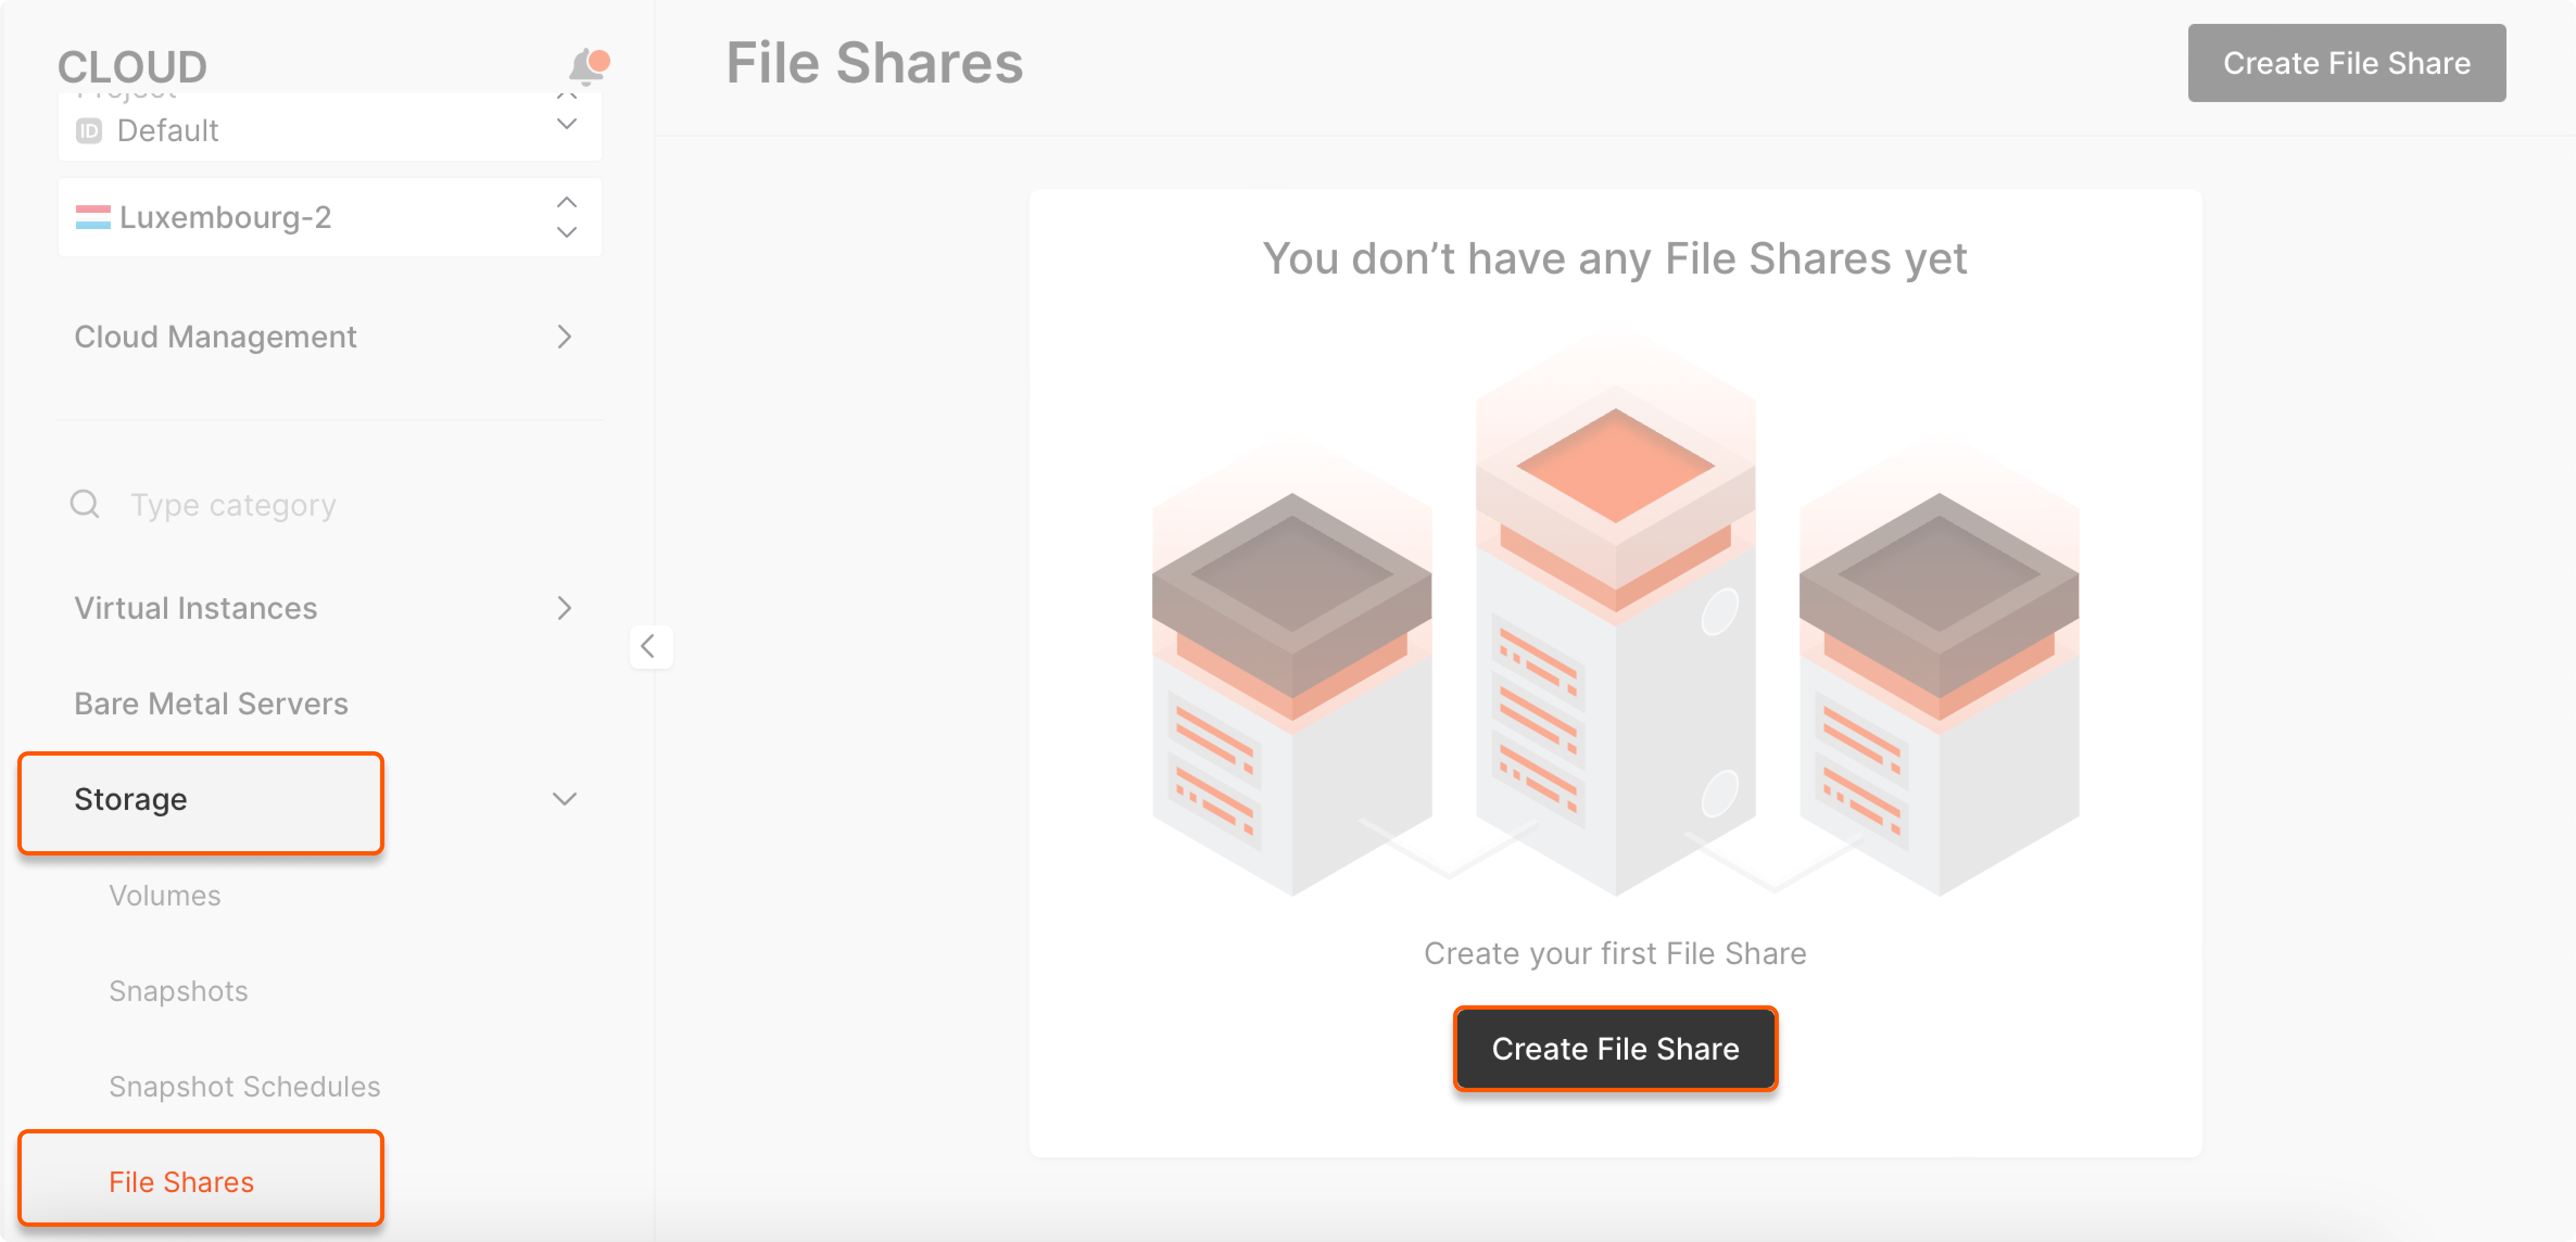 CLOUD
Project
ID Default
Luxembourg-2
Cloud Management
Type category
Virtual Instances
Bare Metal Servers
Storage
Volumes
Snapshots
Snapshot Schedules
File Shares
File Shares
Create File Share
You don’t have any File Shares yet
Create your first File Share
Create File Share